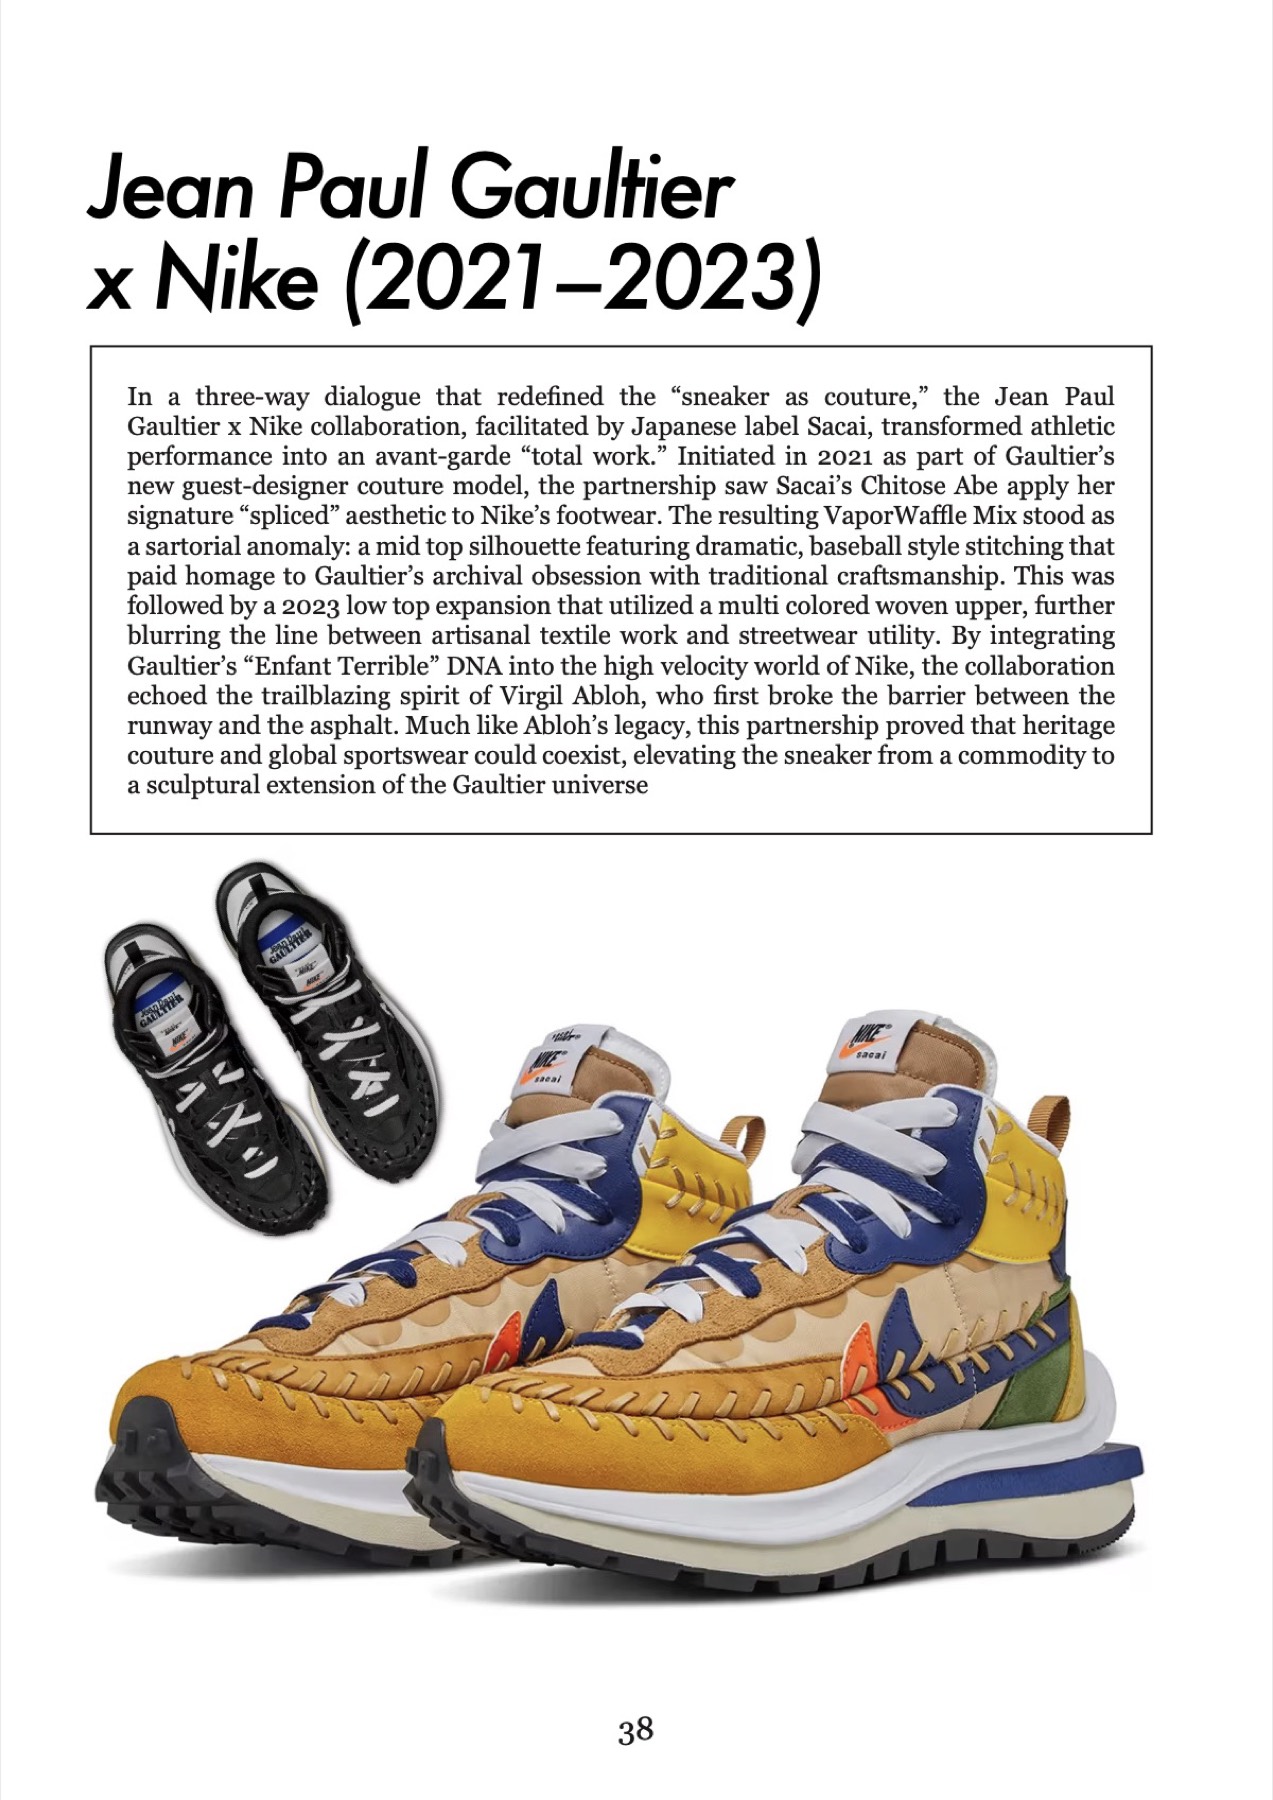 Jean Paul Gaultier
x Nike (2021–2023)
In a three-way dialogue that redefined the “sneaker as couture,” the Jean Paul
Gaultier x Nike collaboration, facilitated by Japanese label Sacai, transformed athletic
performance into an avant-garde “total work.” Initiated in 2021 as part of Gaultier’s
new guest-designer couture model, the partnership saw Sacai’s Chitose Abe apply her
signature “spliced” aesthetic to Nike’s footwear. The resulting VaporWaffle Mix stood as
a sartorial anomaly: a mid top silhouette featuring dramatic, baseball style stitching that
paid homage to Gaultier’s archival obsession with traditional craftsmanship. This was
followed by a 2023 low top expansion that utilized a multi colored woven upper, further
blurring the line between artisanal textile work and streetwear utility. By integrating
Gaultier’s “Enfant Terrible” DNA into the high velocity world of Nike, the collaboration
echoed the trailblazing spirit of Virgil Abloh, who first broke the barrier between the
runway and the asphalt. Much like Abloh’s legacy, this partnership proved that heritage
couture and global sportswear could coexist, elevating the sneaker from a commodity to
a sculptural extension of the Gaultier universe
Jean Paul
GAULTIER
NIKE
Jean Paul
GAULTIER
NIKE
NIKE®
sacai
NIKE®
sacai
38